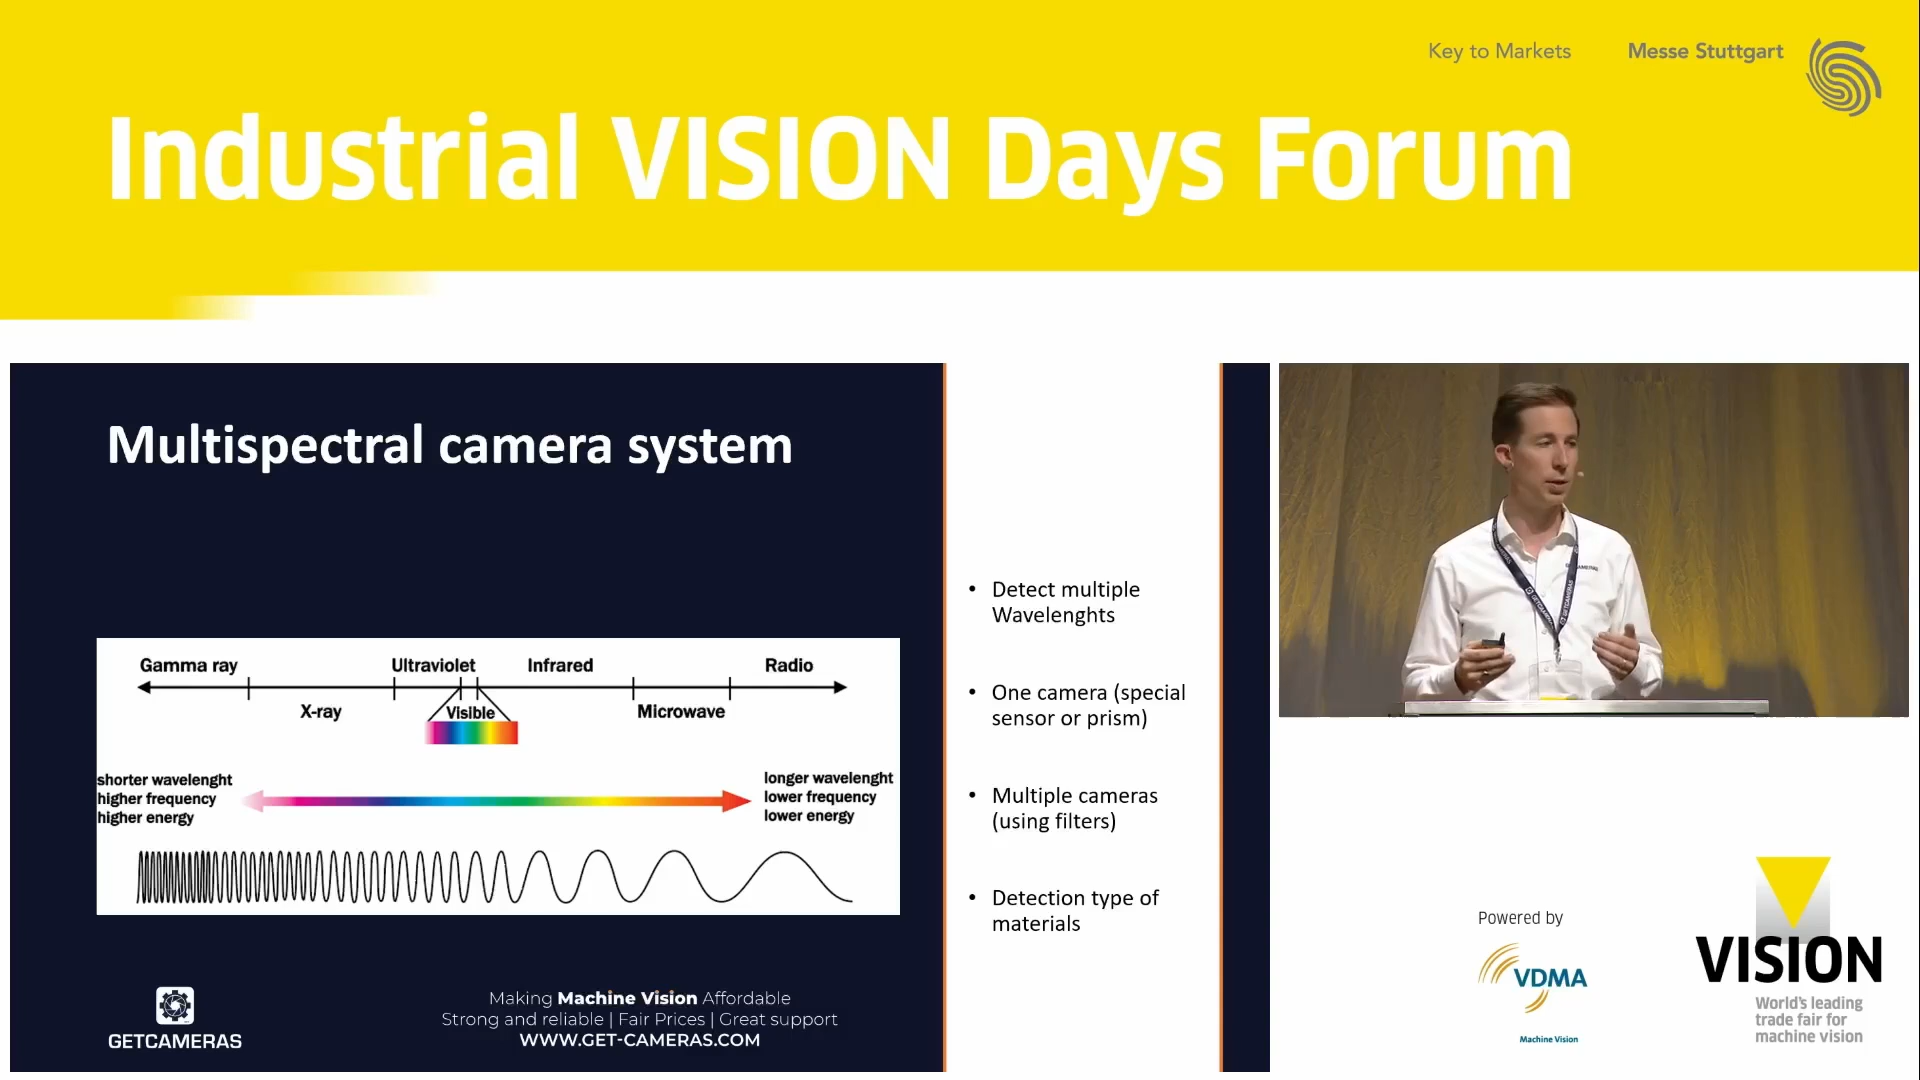 Key to Markets
Messe Stuttgart
Industrial VISION Days Forum
Multispectral camera system
Gamma ray
Ultraviolet
Infrared
Radio
X-ray
Visible
Microwave
shorter wavelenght
higher frequency
higher energy
longer wavelenght
lower frequency
lower energy
• Detect multiple
Wavelenghts
• One camera (special
sensor or prism)
• Multiple cameras
(using filters)
• Detection type of
materials
GETCAMERAS
Making Machine Vision Affordable
Strong and reliable | Fair Prices | Great support
WWW.GET-CAMERAS.COM
Powered by
VDMA
Machine Vision
VISION
World's leading
trade fair for
machine vision